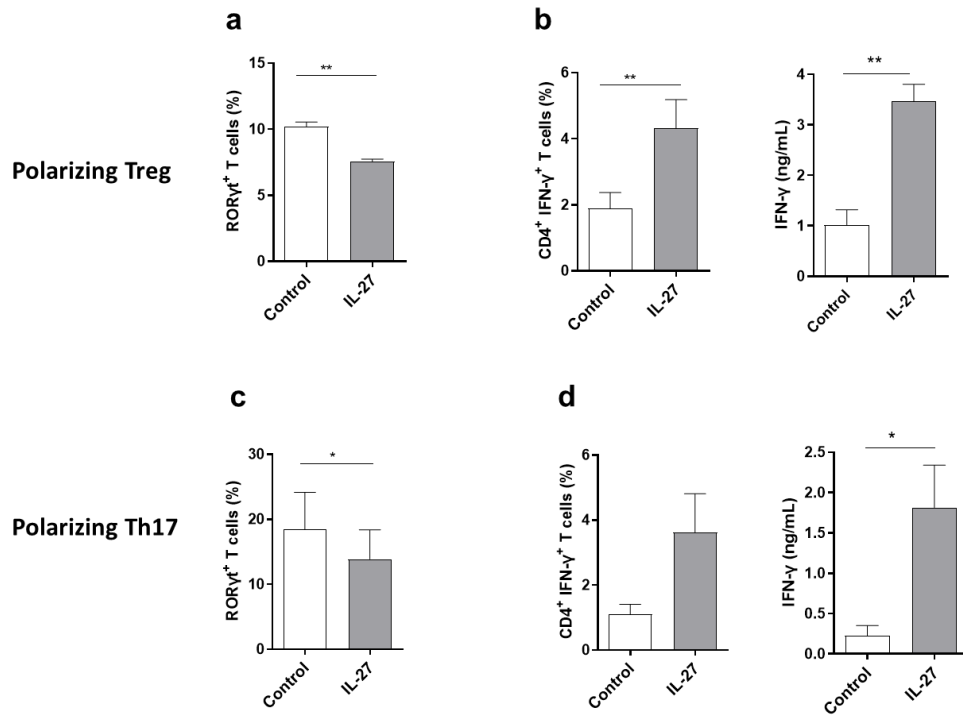 a
b
Polarizing Treg
RORγt⁺ T cells (%)
15
10
5
0
**
Control
IL-27
CD4⁺ IFN-γ⁺ T cells (%)
6
4
2
0
**
Control
IL-27
IFN-γ (ng/mL)
4
3
2
1
0
**
Control
IL-27
c
d
Polarizing Th17
RORγt⁺ T cells (%)
30
20
10
0
*
Control
IL-27
CD4⁺ IFN-γ⁺ T cells (%)
6
4
2
0
Control
IL-27
IFN-γ (ng/mL)
2.5
2.0
1.5
1.0
0.5
0.0
*
Control
IL-27